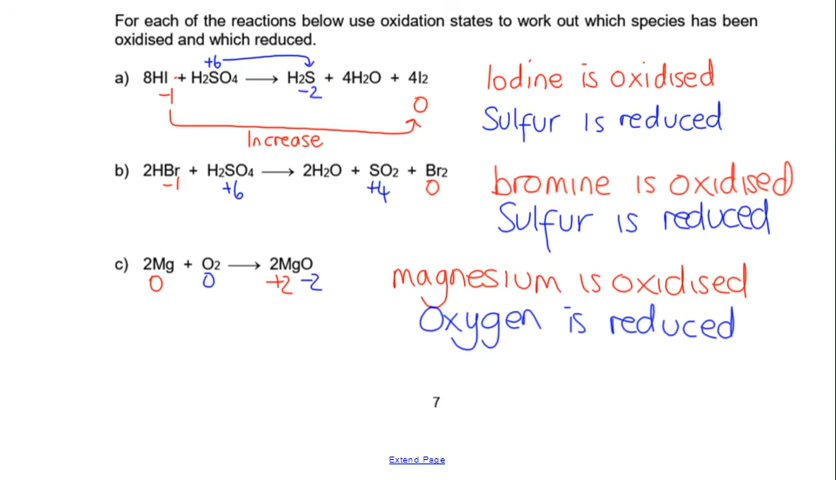 For each of the reactions below use oxidation states to work out which species has been
oxidised and which reduced.
+6
a) 8HI + H2SO4 ⟶ H2S + 4H2O + 4I2
-1 -2 0
Increase
Iodine is oxidised
Sulfur is reduced
b) 2HBr + H2SO4 ⟶ 2H2O + SO2 + Br2
-1 +6 +4 0
bromine is oxidised
Sulfur is reduced
c) 2Mg + O2 ⟶ 2MgO
0 0 +2 -2
magnesium is oxidised
Oxygen is reduced
7
Extend Page